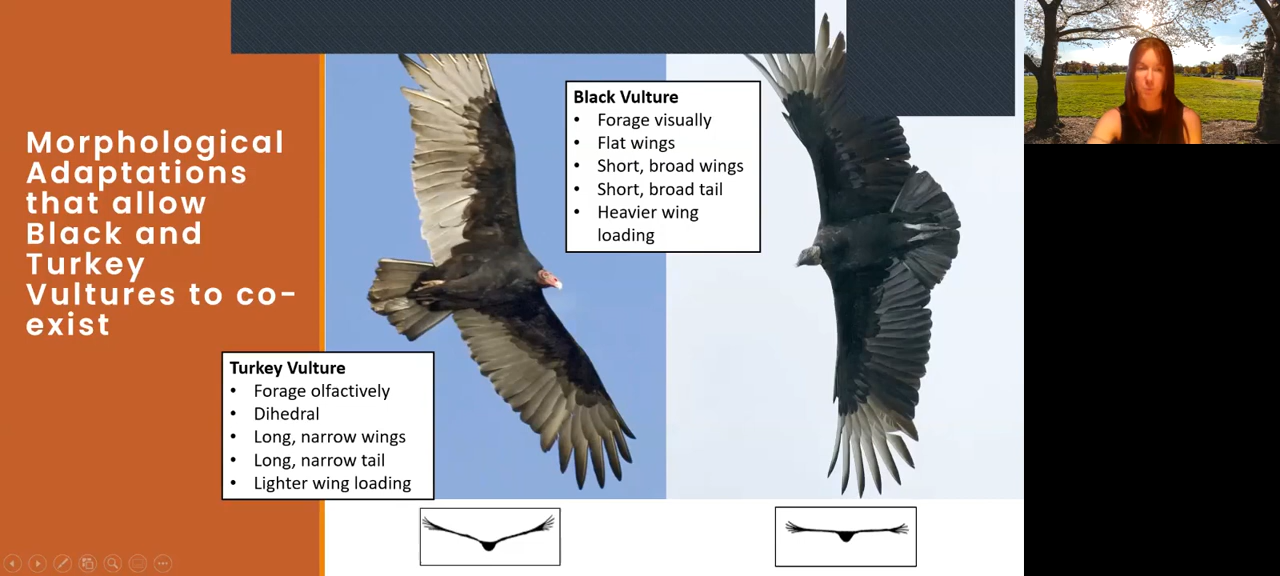 Morphological
Adaptations
that allow
Black and
Turkey
Vultures to co-
exist
Black Vulture
• Forage visually
• Flat wings
• Short, broad wings
• Short, broad tail
• Heavier wing
loading
Turkey Vulture
• Forage olfactively
• Dihedral
• Long, narrow wings
• Long, narrow tail
• Lighter wing loading